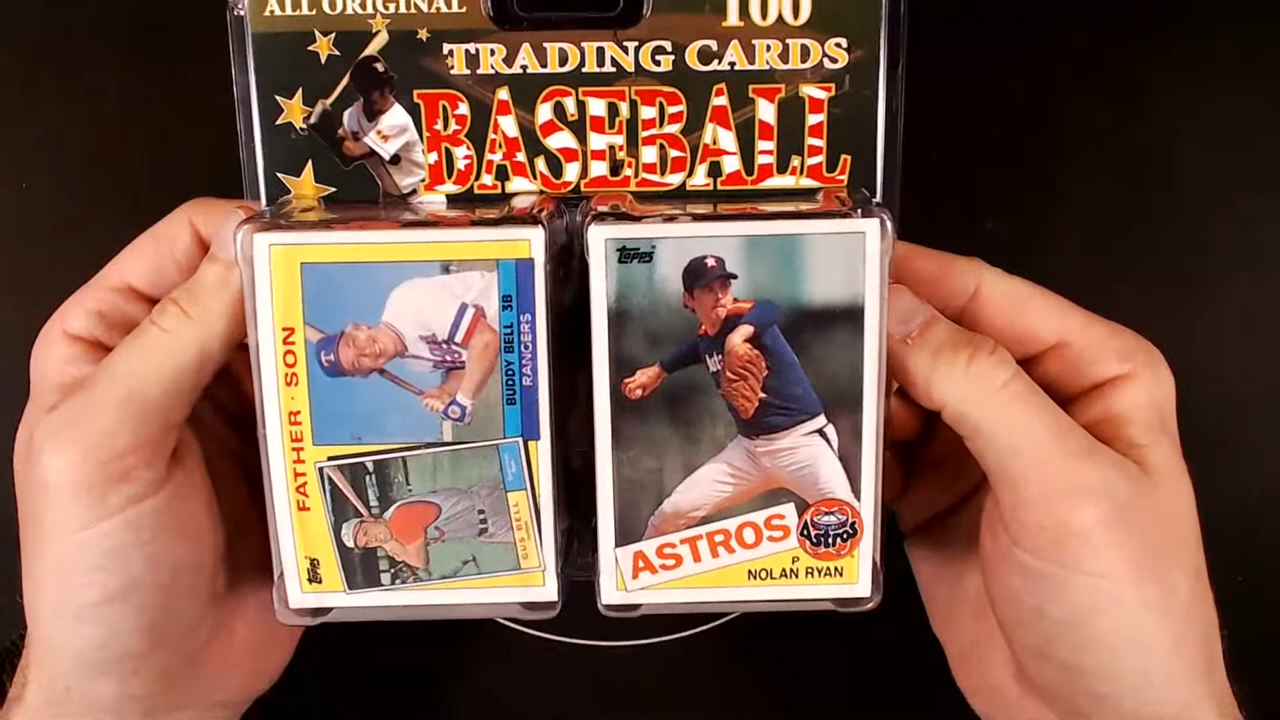 ALL ORIGINAL
100
TRADING CARDS
BASEBALL
FATHER · SON
BUDDY BELL 3B
RANGERS
GUS BELL
Topps
T
Topps
ASTROS
Astros
P
NOLAN RYAN